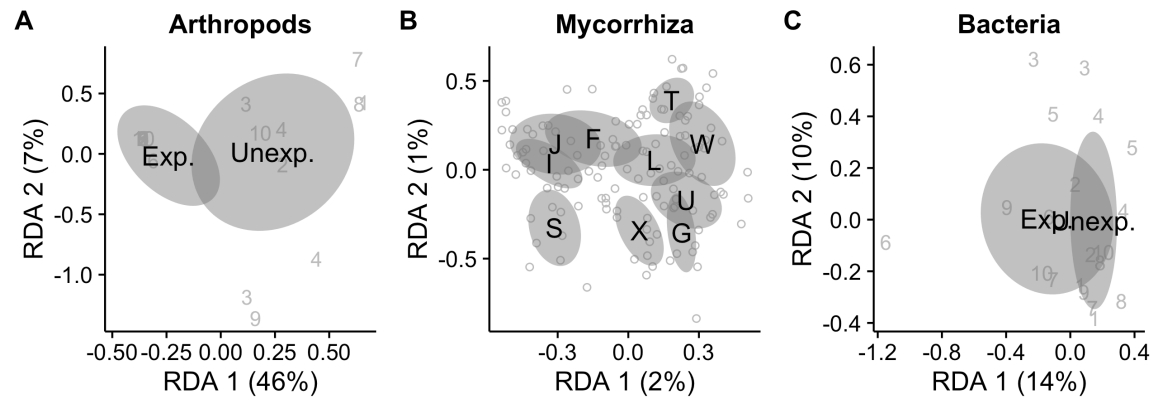 A
Arthropods
RDA 2 (7%)
0.5
0.0
-0.5
-1.0
7
8
3
10
4
2
Exp.
Unexp.
4
3
9
-0.50
-0.25
0.00
0.25
0.50
RDA 1 (46%)
B
Mycorrhiza
RDA 2 (1%)
0.5
0.0
-0.5
T
J
F
I
L
W
U
S
X
G
-0.3
0.0
0.3
RDA 1 (2%)
C
Bacteria
RDA 2 (10%)
0.6
0.4
0.2
0.0
-0.2
-0.4
3
3
5
4
5
2
9
4
Exp.
Unexp.
6
10
7
10
9
8
7
1
-1.2
-0.8
-0.4
0.0
0.4
RDA 1 (14%)